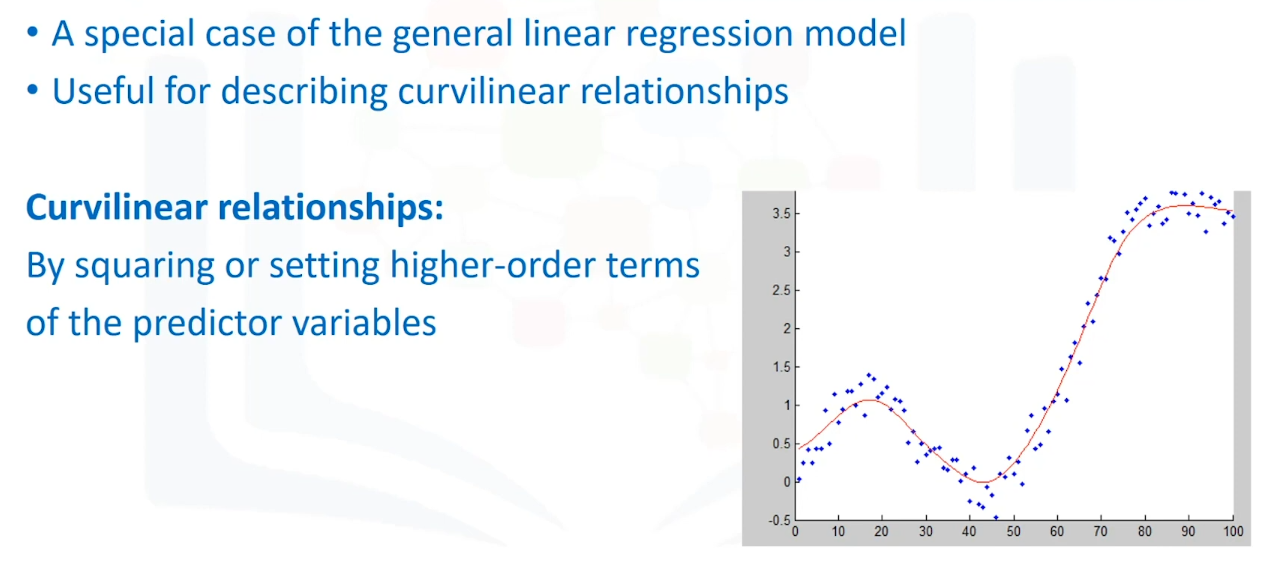 • A special case of the general linear regression model
• Useful for describing curvilinear relationships
Curvilinear relationships:
By squaring or setting higher-order terms
of the predictor variables
3.5
3
2.5
2
1.5
1
0.5
0
-0.5
0 10 20 30 40 50 60 70 80 90 100